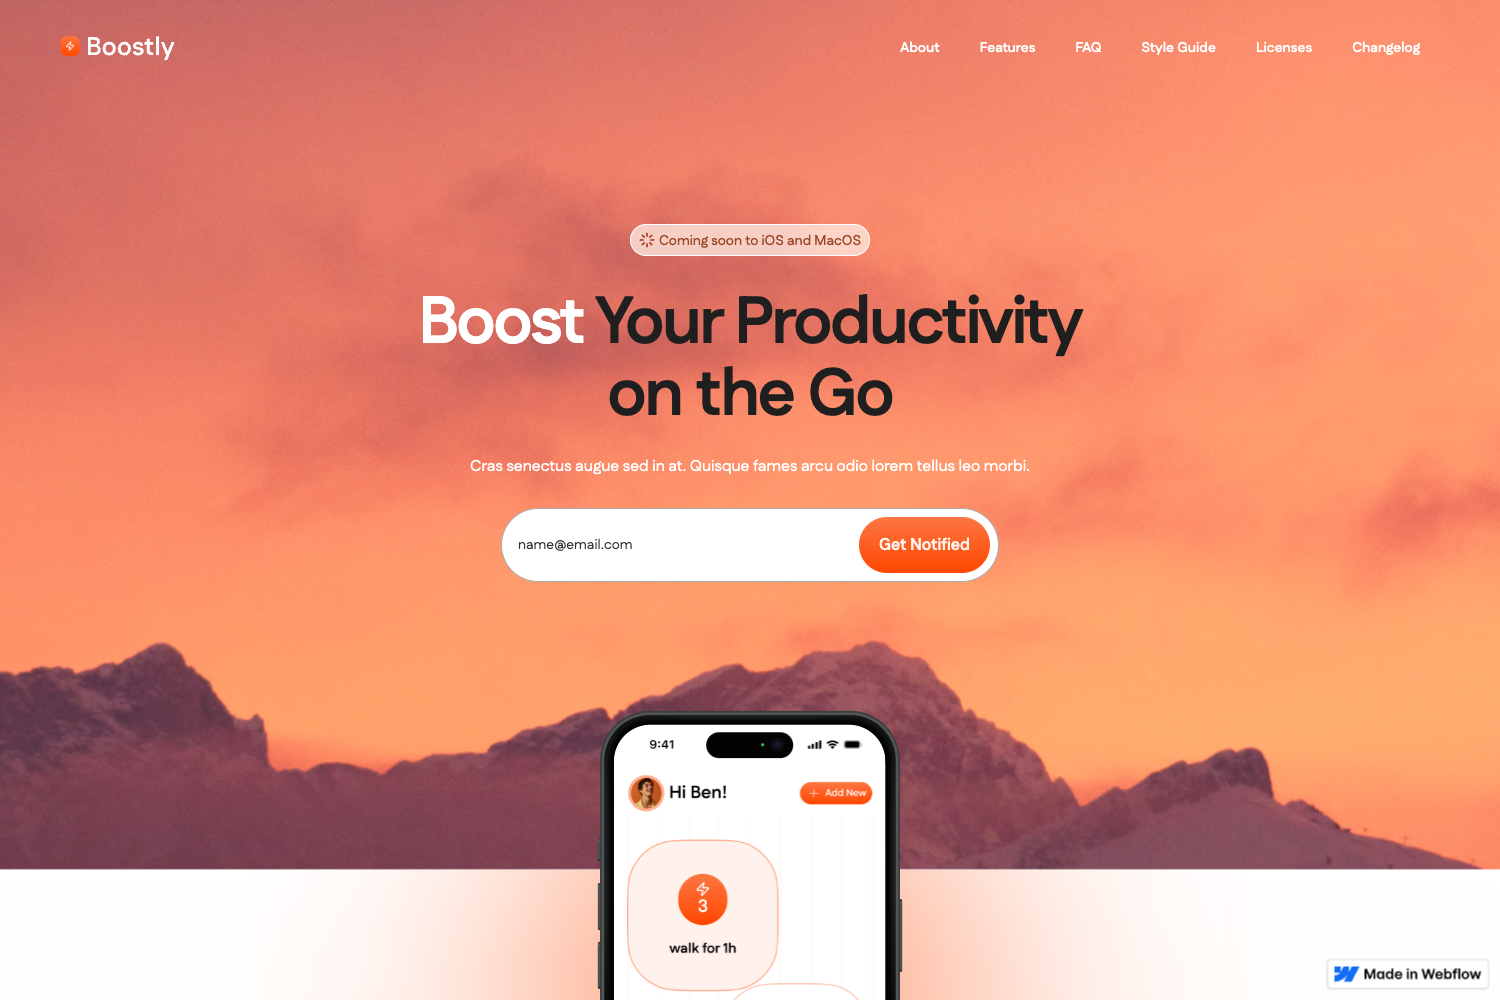 Boostly
About
Features
FAQ
Style Guide
Licenses
Changelog
Coming soon to iOS and MacOS
Boost Your Productivity
on the Go
Cras senectus augue sed in at. Quisque fames arcu odio lorem tellus leo morbi.
name@email.com
Get Notified
9:41
Hi Ben!
+ Add New
3
walk for 1h
Made in Webflow